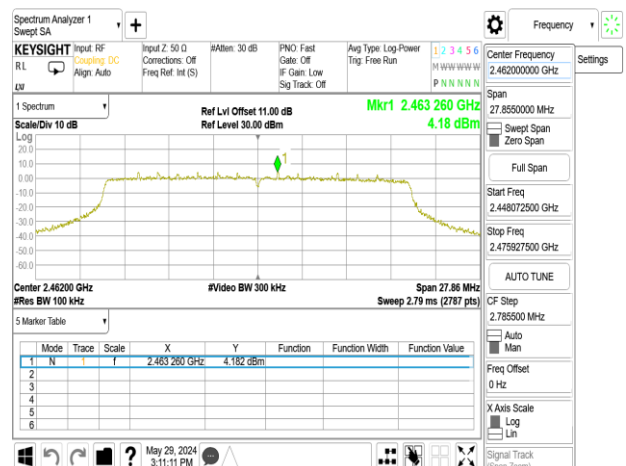 Spectrum Analyzer 1
Swept SA
+
Frequency
KEYSIGHT
RL
Input: RF
Coupling: DC
Align: Auto
Input Z: 50 Ω
Corrections: Off
Freq Ref: Int (S)
#Atten: 30 dB
PNO: Fast
Gate: Off
IF Gain: Low
Sig Track: Off
Avg Type: Log-Power
Trig: Free Run
1 2 3 4 5 6
M W W W W W
P N N N N N
Center Frequency
2.462000000 GHz
Settings
Span
27.8550000 MHz
Swept Span
Zero Span
Full Span
Start Freq
2.448072500 GHz
Stop Freq
2.475927500 GHz
AUTO TUNE
CF Step
2.785500 MHz
Auto
Man
Freq Offset
0 Hz
X Axis Scale
Log
Lin
Signal Track
(Span Zoom)
1 Spectrum
Scale/Div 10 dB
Log
Ref Lvl Offset 11.00 dB
Ref Level 30.00 dBm
Mkr1 2.463 260 GHz
4.18 dBm
20.0
10.0
0.00
-10.0
-20.0
-30.0
-40.0
-50.0
-60.0
1
Center 2.46200 GHz
#Res BW 100 kHz
#Video BW 300 kHz
Span 27.86 MHz
Sweep 2.79 ms (2787 pts)
5 Marker Table
Mode Trace Scale X Y Function Function Width Function Value
1 N 1 f 2.463 260 GHz 4.182 dBm
2
3
4
5
6
?
May 29, 2024
3:11:11 PM